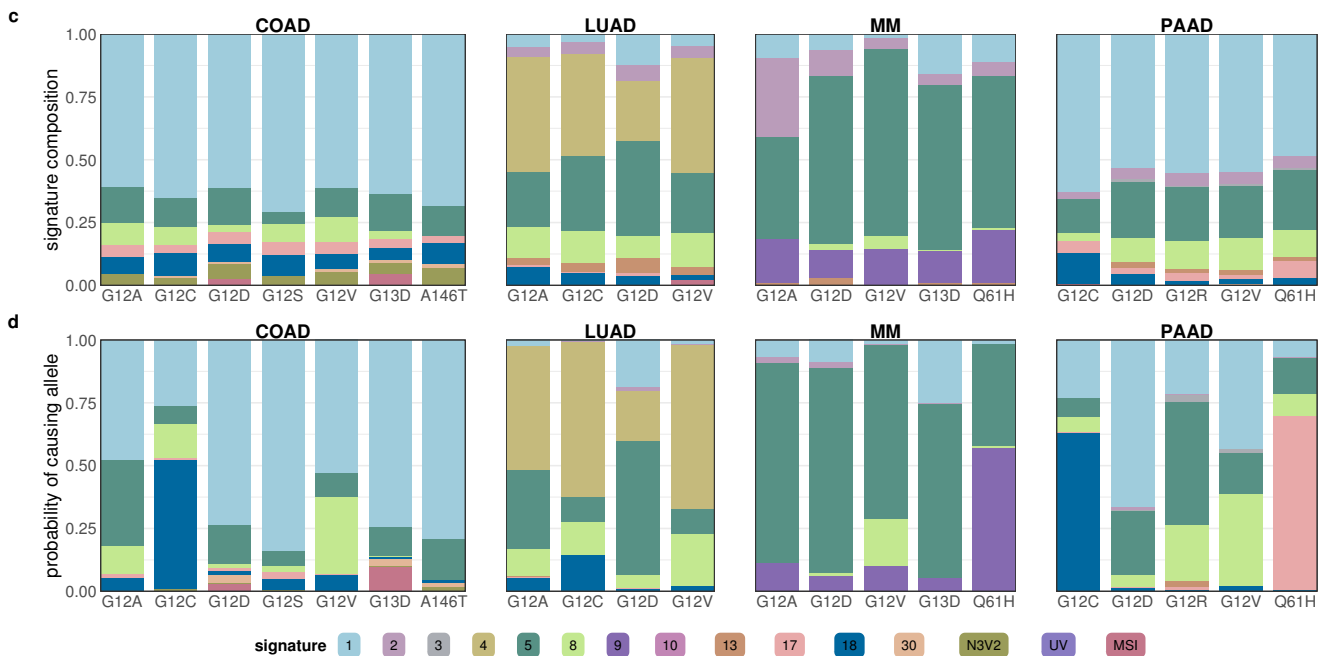 c
COAD LUAD MM PAAD
signature composition
1.00
0.75
0.50
0.25
0.00
G12A G12C G12D G12S G12V G13D A146T G12A G12C G12D G12V G12A G12D G12V G13D Q61H G12C G12D G12R G12V Q61H
d
COAD LUAD MM PAAD
probability of causing allele
1.00
0.75
0.50
0.25
0.00
G12A G12C G12D G12S G12V G13D A146T G12A G12C G12D G12V G12A G12D G12V G13D Q61H G12C G12D G12R G12V Q61H
signature 1 2 3 4 5 8 9 10 13 17 18 30 N3V2 UV MSI